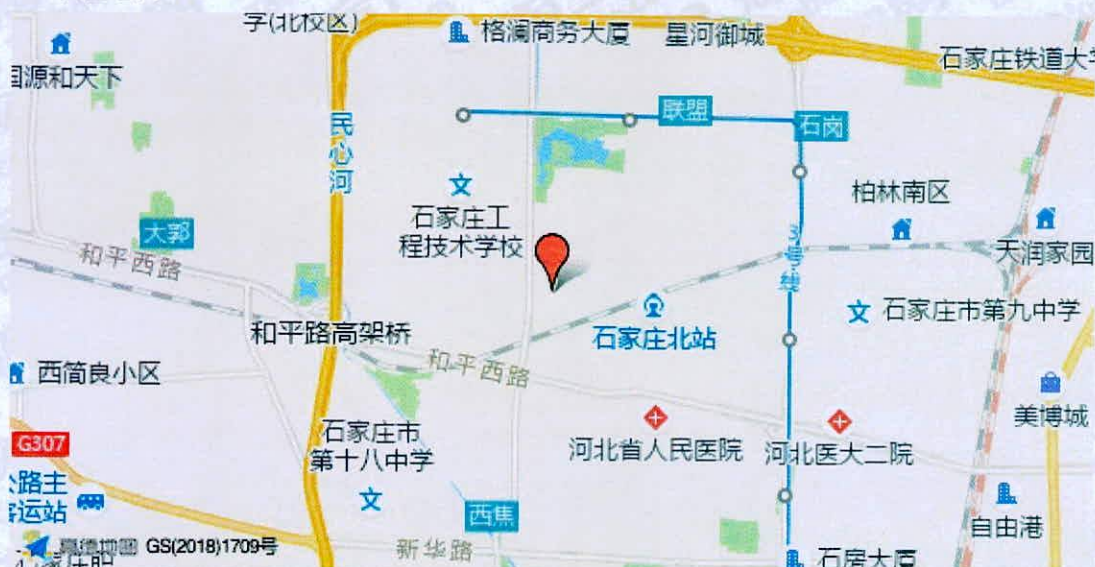 学(北校区)
格澜商务大厦
星河御城
石家庄铁道大学
国源和天下
联盟
石岗
民心河
柏林南区
石家庄工
程技术学校
大郭
和平西路
3号线
天润家园
石家庄北站
石家庄市第九中学
和平路高架桥
和平西路
西简良小区
美博城
G307
石家庄市
第十八中学
河北省人民医院
河北医大二院
公路主
客运站
西焦
自由港
高德地图 GS(2018)1709号
新华路
石房大厦